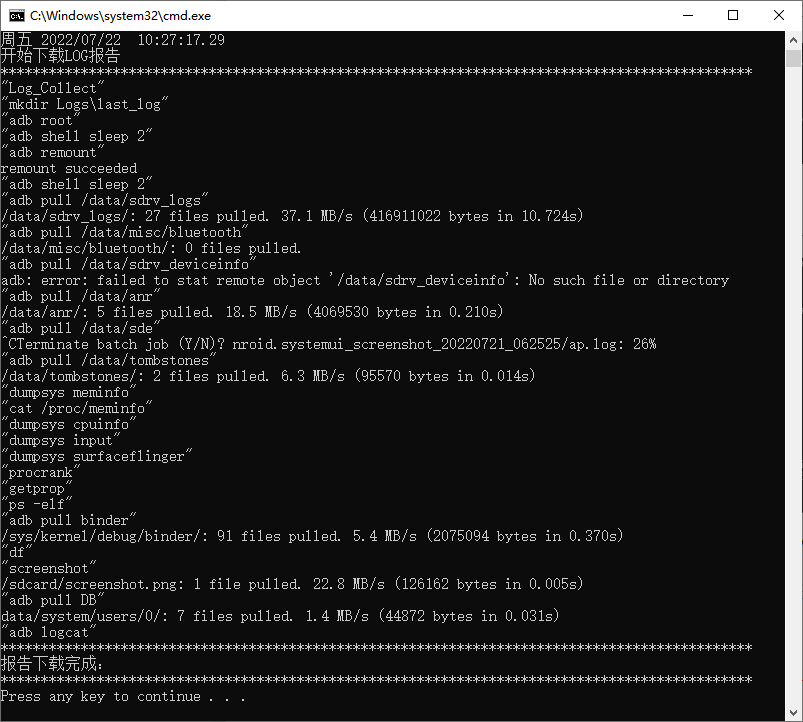 C:\Windows\system32\cmd.exe
周五 2022/07/22  10:27:17.29
开始下载LOG报告
**********************************************************************************************
"Log_Collect"
"mkdir Logs\last_log"
"adb root"
"adb shell sleep 2"
"adb remount"
remount succeeded
"adb shell sleep 2"
"adb pull /data/sdrv_logs"
/data/sdrv_logs/: 27 files pulled. 37.1 MB/s (416911022 bytes in 10.724s)
"adb pull /data/misc/bluetooth"
/data/misc/bluetooth/: 0 files pulled.
"adb pull /data/sdrv_deviceinfo"
adb: error: failed to stat remote object '/data/sdrv_deviceinfo': No such file or directory
"adb pull /data/anr"
/data/anr/: 5 files pulled. 18.5 MB/s (4069530 bytes in 0.210s)
"adb pull /data/sde"
^CTerminate batch job (Y/N)? nroid.systemui_screenshot_20220721_062525/ap.log: 26%
"adb pull /data/tombstones"
/data/tombstones/: 2 files pulled. 6.3 MB/s (95570 bytes in 0.014s)
"dumpsys meminfo"
"cat /proc/meminfo"
"dumpsys cpuinfo"
"dumpsys input"
"dumpsys surfaceflinger"
"procrank"
"getprop"
"ps -elf"
"adb pull binder"
/sys/kernel/debug/binder/: 91 files pulled. 5.4 MB/s (2075094 bytes in 0.370s)
"df"
"screenshot"
/sdcard/screenshot.png: 1 file pulled. 22.8 MB/s (126162 bytes in 0.005s)
"adb pull DB"
data/system/users/0/: 7 files pulled. 1.4 MB/s (44872 bytes in 0.031s)
"adb logcat"
**********************************************************************************************
报告下载完成：
**********************************************************************************************
Press any key to continue . . .